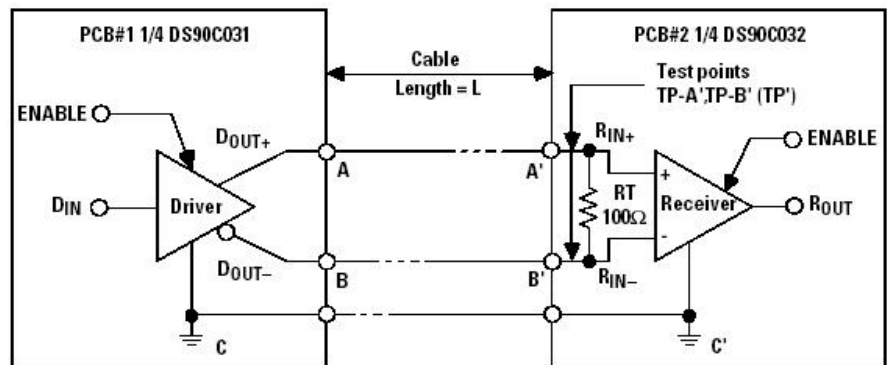 PCB#1 1/4 DS90C031
PCB#2 1/4 DS90C032
Cable
Length = L
Test points
TP-A',TP-B' (TP')
ENABLE
DOUT+
RIN+
ENABLE
A
A'
DIN
Driver
RT
100Ω
+
Receiver
-
ROUT
DOUT–
B
B'
RIN–
C
C'